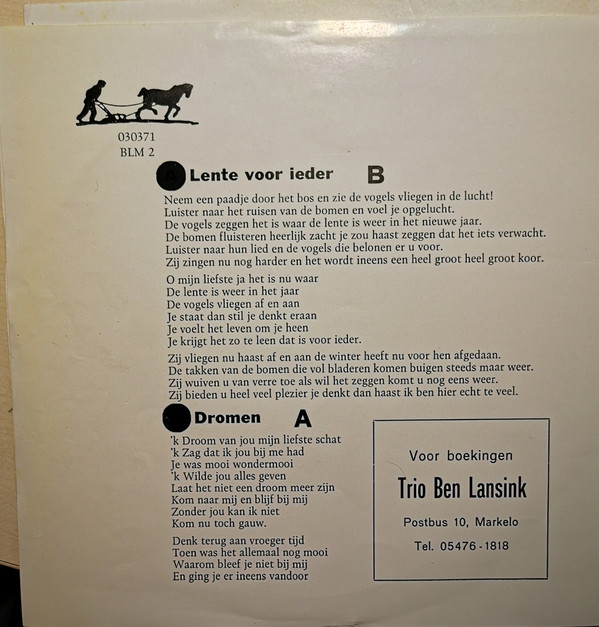 030371
BLM 2
Lente voor ieder B
Neem een paadje door het bos en zie de vogels vliegen in de lucht!
Luister naar het ruisen van de bomen en voel je opgelucht.
De vogels zeggen het is waar de lente is weer in het nieuwe jaar.
De bomen fluisteren heerlijk zacht je zou haast zeggen dat het iets verwacht.
Luister naar hun lied en de vogels die belonen er u voor.
Zij zingen nu nog harder en het wordt ineens een heel groot heel groot koor.
O mijn liefste ja het is nu waar
De lente is weer in het jaar
De vogels vliegen af en aan
Je staat dan stil je denkt eraan
Je voelt het leven om je heen
Je krijgt het zo te leen dat is voor ieder.
Zij vliegen nu haast af en aan de winter heeft nu voor hen afgedaan.
De takken van de bomen die vol bladeren komen buigen steeds maar weer.
Zij wuiven u van verre toe als wil het zeggen komt u nog eens weer.
Zij bieden u heel veel plezier je denkt dan haast ik ben hier echt te veel.
Dromen A
'k Droom van jou mijn liefste schat
'k Zag dat ik jou bij me had
Je was mooi wondermooi
'k Wilde jou alles geven
Laat het niet een droom meer zijn
Kom naar mij en blijf bij mij
Zonder jou kan ik niet
Kom nu toch gauw.
Denk terug aan vroeger tijd
Toen was het allemaal nog mooi
Waarom bleef je niet bij mij
En ging je er ineens vandoor
Voor boekingen
Trio Ben Lansink
Postbus 10, Markelo
Tel. 05476-1818